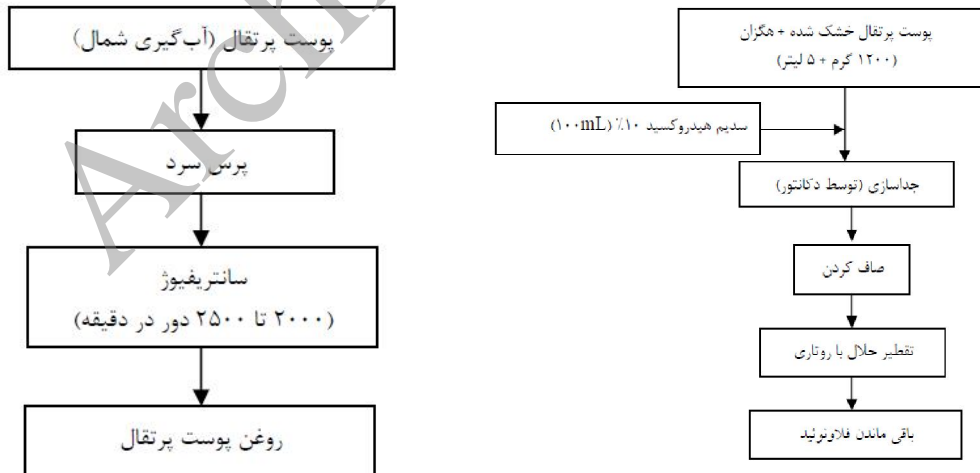 پوست پرتقال (آب‌گیری شمال)
پرس سرد
سانتریفیوژ
(۲۰۰۰ تا ۲۵۰۰ دور در دقیقه)
روغن پوست پرتقال
پوست پرتقال خشک شده + هگزان
(۱۲۰۰ گرم + ۵ لیتر)
سدیم هیدروکسید ۱۰٪ (۱۰۰mL)
جداسازی (توسط دکانتور)
صاف کردن
تقطیر حلال با روتاری
باقی ماندن فلاونوئید